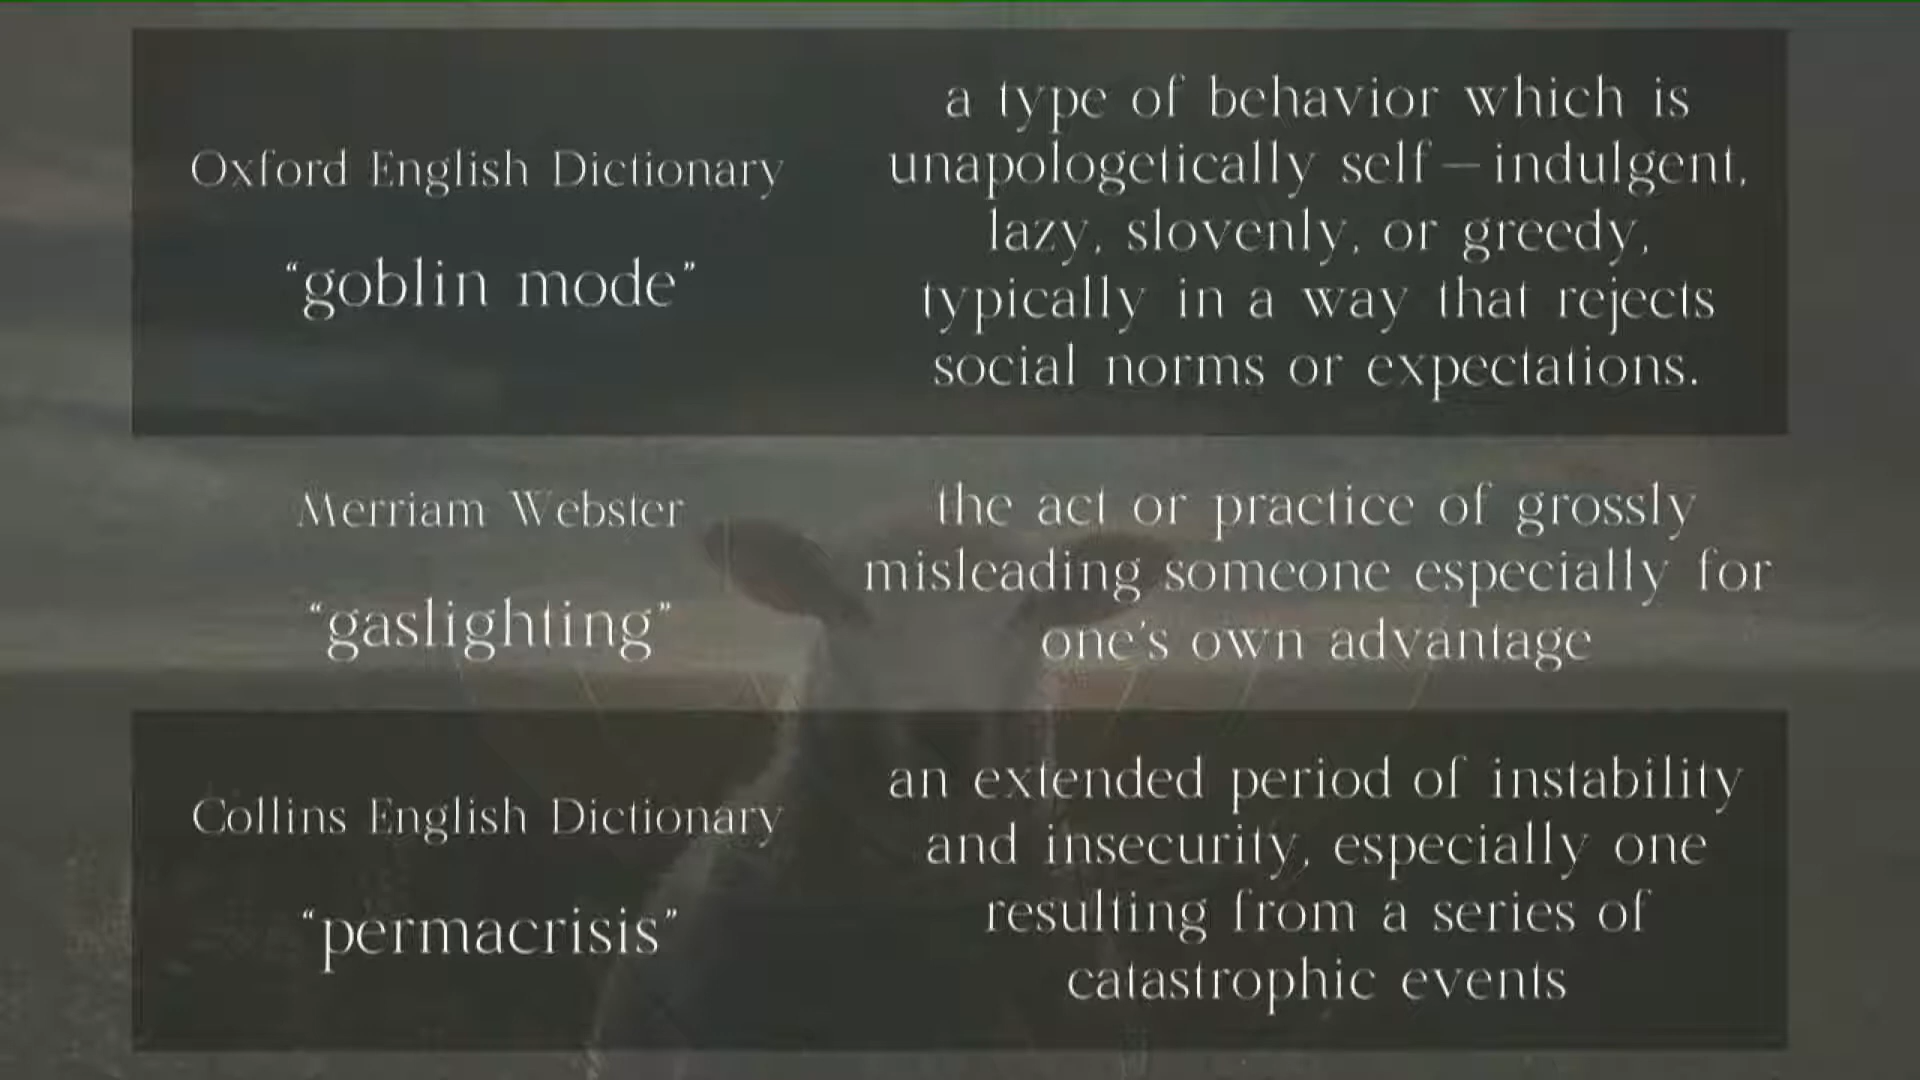 Oxford English Dictionary
“goblin mode”
a type of behavior which is
unapologetically self–indulgent,
lazy, slovenly, or greedy,
typically in a way that rejects
social norms or expectations.
Merriam Webster
“gaslighting”
the act or practice of grossly
misleading someone especially for
one's own advantage
Collins English Dictionary
“permacrisis”
an extended period of instability
and insecurity, especially one
resulting from a series of
catastrophic events